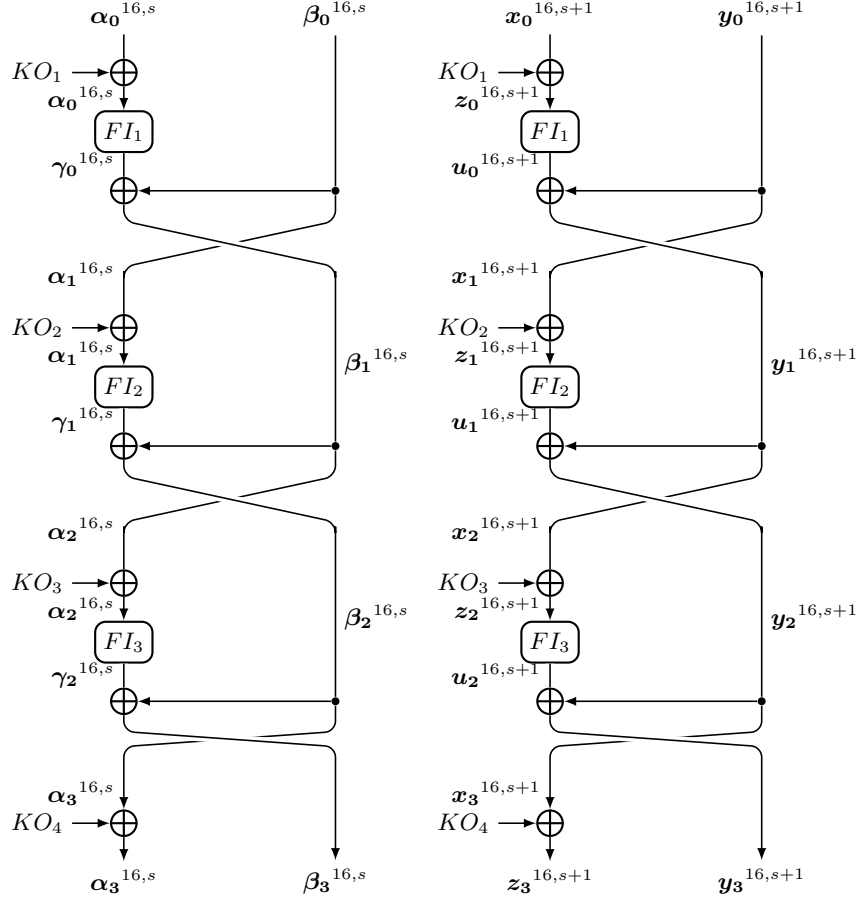 α₀^16,s β₀^16,s x₀^16,s+1 y₀^16,s+1
KO₁ KO₁
α₀^16,s z₀^16,s+1
FI₁ FI₁
γ₀^16,s u₀^16,s+1
α₁^16,s x₁^16,s+1
KO₂ KO₂
α₁^16,s β₁^16,s z₁^16,s+1 y₁^16,s+1
FI₂ FI₂
γ₁^16,s u₁^16,s+1
α₂^16,s x₂^16,s+1
KO₃ KO₃
α₂^16,s β₂^16,s z₂^16,s+1 y₂^16,s+1
FI₃ FI₃
γ₂^16,s u₂^16,s+1
α₃^16,s x₃^16,s+1
KO₄ KO₄
α₃^16,s β₃^16,s z₃^16,s+1 y₃^16,s+1